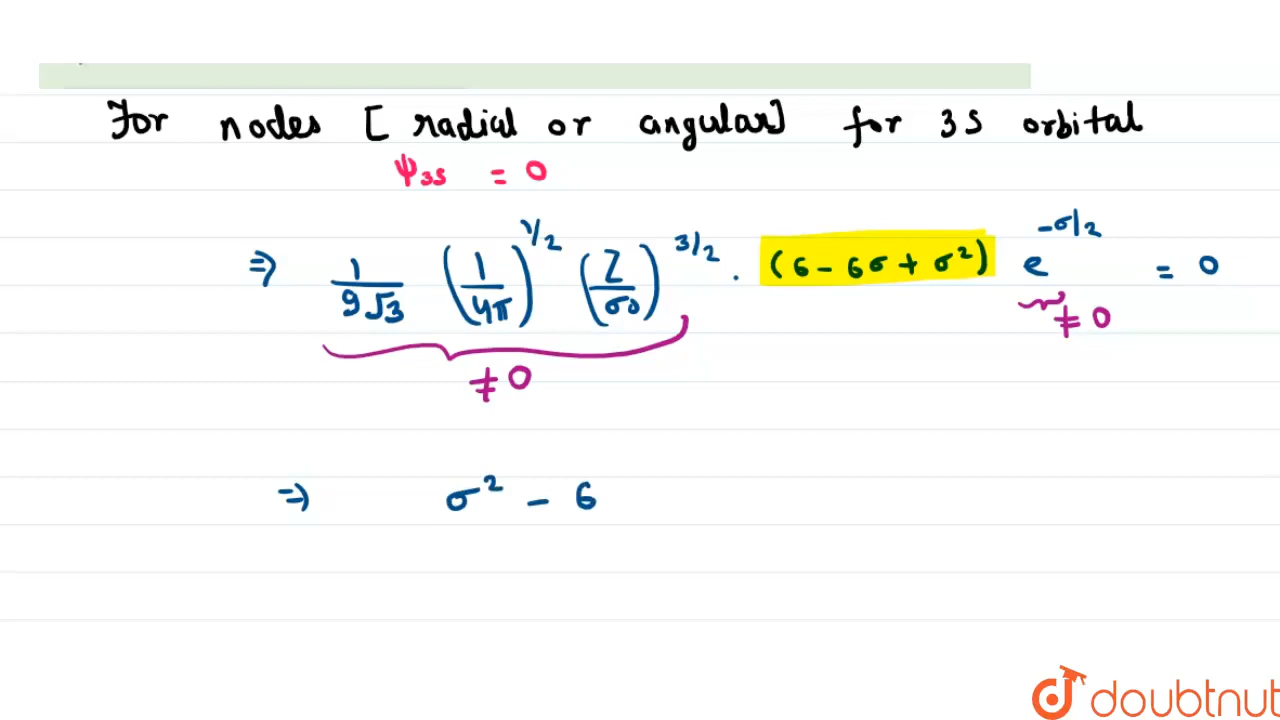 For nodes [radial or angular] for 3S orbital
ψ3s = 0
⇒ 1/9√3 (1/4π)^1/2 (Z/σ0)^3/2 . (6 - 6σ + σ²) e^-σ/2 = 0
≠ 0
≠ 0
⇒ σ² - 6
doubtnut